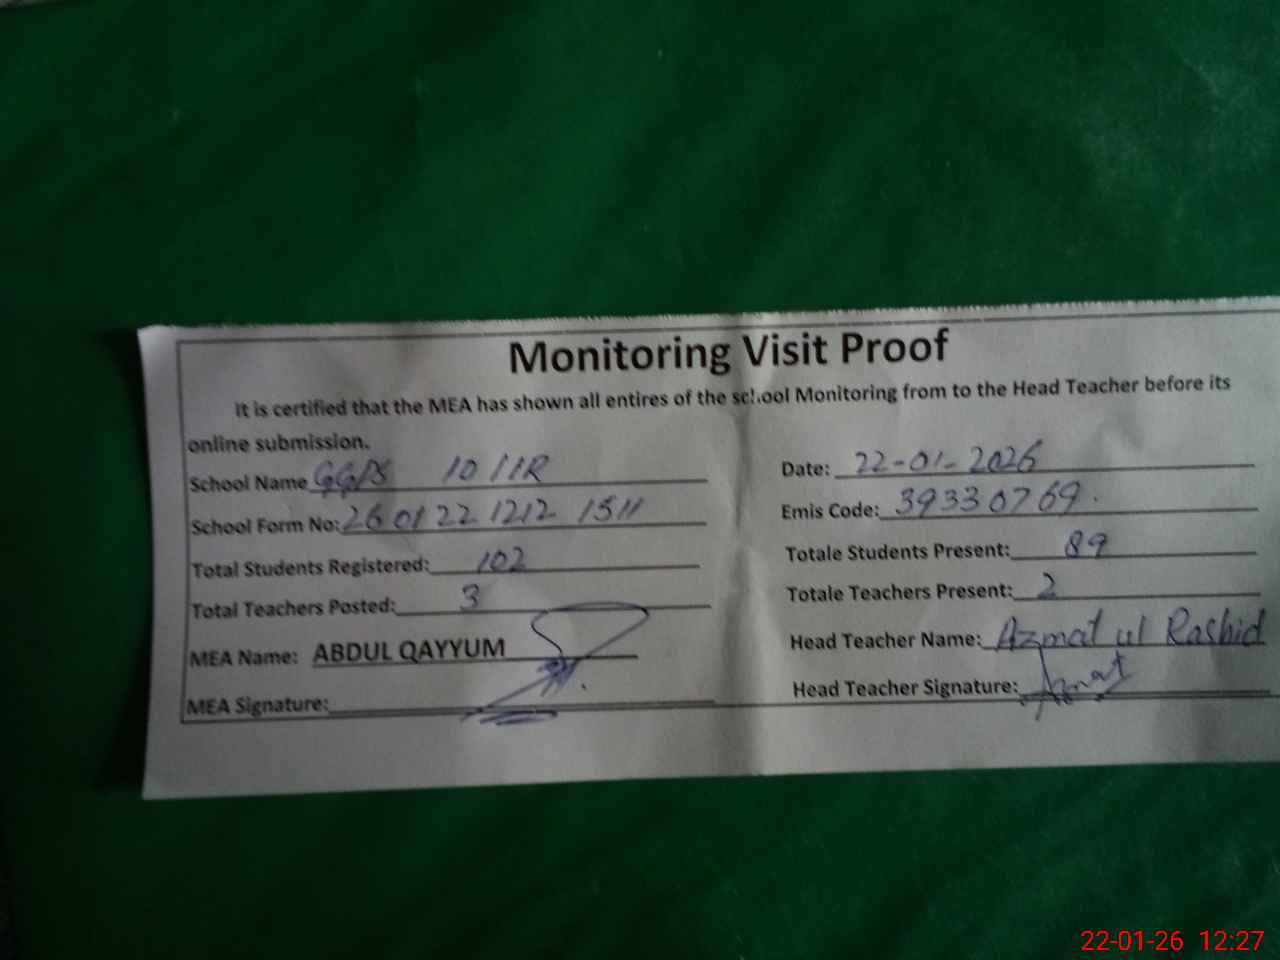 Monitoring Visit Proof
It is certified that the MEA has shown all entires of the school Monitoring from to the Head Teacher before its
online submission.
School Name GGPS 10 11R Date: 22-01-2026
School Form No: 26 01 22 1212 1511 Emis Code: 39330769.
Total Students Registered: 102 Totale Students Present: 89
Total Teachers Posted: 3 Totale Teachers Present: 2
MEA Name: ABDUL QAYYUM Head Teacher Name: Azmat ul Rashid
MEA Signature: Head Teacher Signature: Azmat
22-01-26 12:27